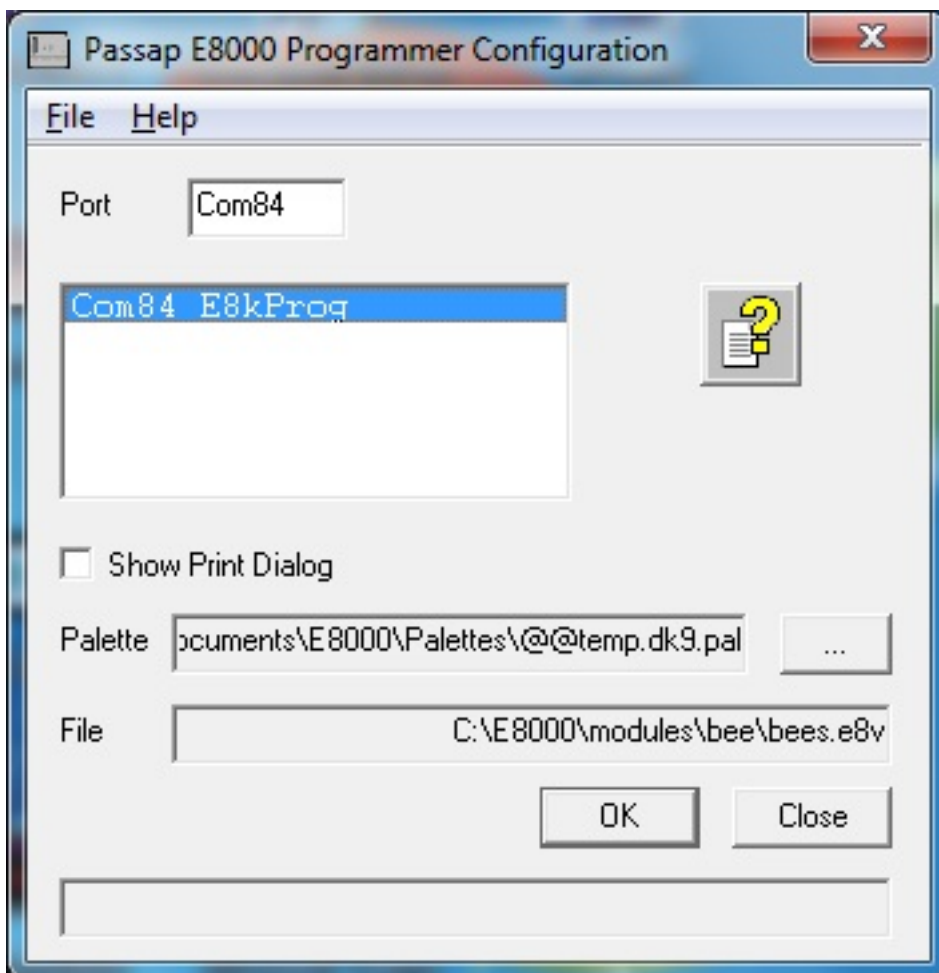 Passap E8000 Programmer Configuration
File Help
Port Com84
Com84 E8kProg
Show Print Dialog
Palette ocuments\E8000\Palettes\@@temp.dk9.pal ...
File C:\E8000\modules\bee\bees.e8v
OK Close